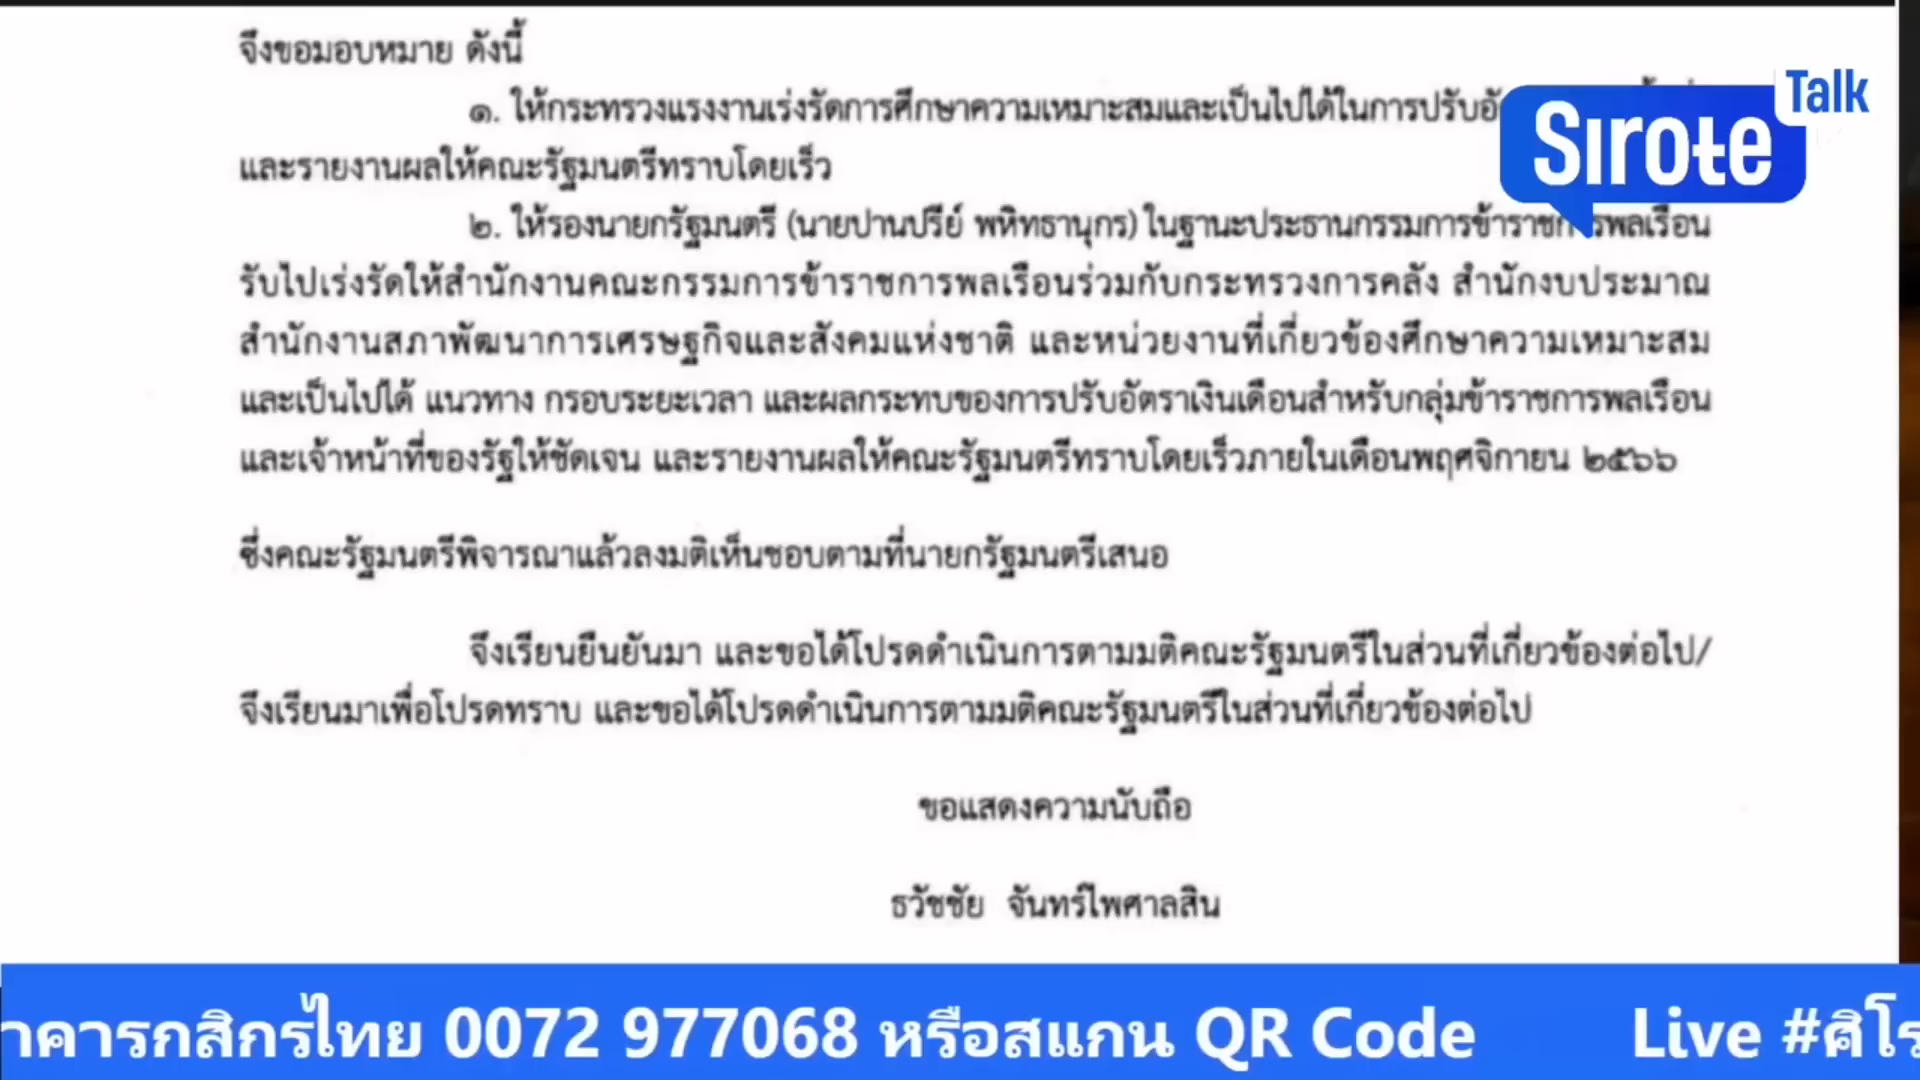 จึงขอมอบหมาย ดังนี้
๑. ให้กระทรวงแรงงานเร่งรัดการศึกษาความเหมาะสมและเป็นไปได้ในการปรับ
Talk
Sirote
และรายงานผลให้คณะรัฐมนตรีทราบโดยเร็ว
๒. ให้รองนายกรัฐมนตรี (นายปานปรีย์ พหิทธานุกร) ในฐานะประธานกรรมการข้าราชการพลเรือน
รับไปเร่งรัดให้สำนักงานคณะกรรมการข้าราชการพลเรือนร่วมกับกระทรวงการคลัง สำนักงบประมาณ
สำนักงานสภาพัฒนาการเศรษฐกิจและสังคมแห่งชาติ และหน่วยงานที่เกี่ยวข้องศึกษาความเหมาะสม
และเป็นไปได้ แนวทาง กรอบระยะเวลา และผลกระทบของการปรับอัตราเงินเดือนสำหรับกลุ่มข้าราชการพลเรือน
และเจ้าหน้าที่ของรัฐให้ชัดเจน และรายงานผลให้คณะรัฐมนตรีทราบโดยเร็วภายในเดือนพฤศจิกายน ๒๕๖๖
ซึ่งคณะรัฐมนตรีพิจารณาแล้วลงมติเห็นชอบตามที่นายกรัฐมนตรีเสนอ
จึงเรียนยืนยันมา และขอได้โปรดดำเนินการตามมติคณะรัฐมนตรีในส่วนที่เกี่ยวข้องต่อไป/
จึงเรียนมาเพื่อโปรดทราบ และขอได้โปรดดำเนินการตามมติคณะรัฐมนตรีในส่วนที่เกี่ยวข้องต่อไป
ขอแสดงความนับถือ
ธวัชชัย จันทร์ไพศาลสิน
าคารกสิกรไทย 0072 977068 หรือสแกน QR Code Live #ศิโร